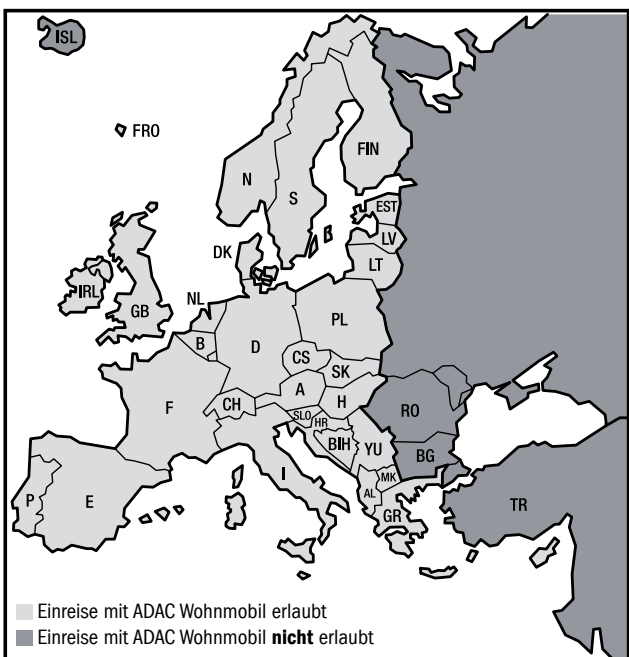 ISL
FRO
FIN
N
S
EST
LV
DK
LT
IRL
NL
GB
PL
B
D
CS
SK
A
F
CH
H
RO
SLO
HR
BIH
YU
BG
I
MK
P
E
AL
TR
GR
Einreise mit ADAC Wohnmobil erlaubt
Einreise mit ADAC Wohnmobil nicht erlaubt